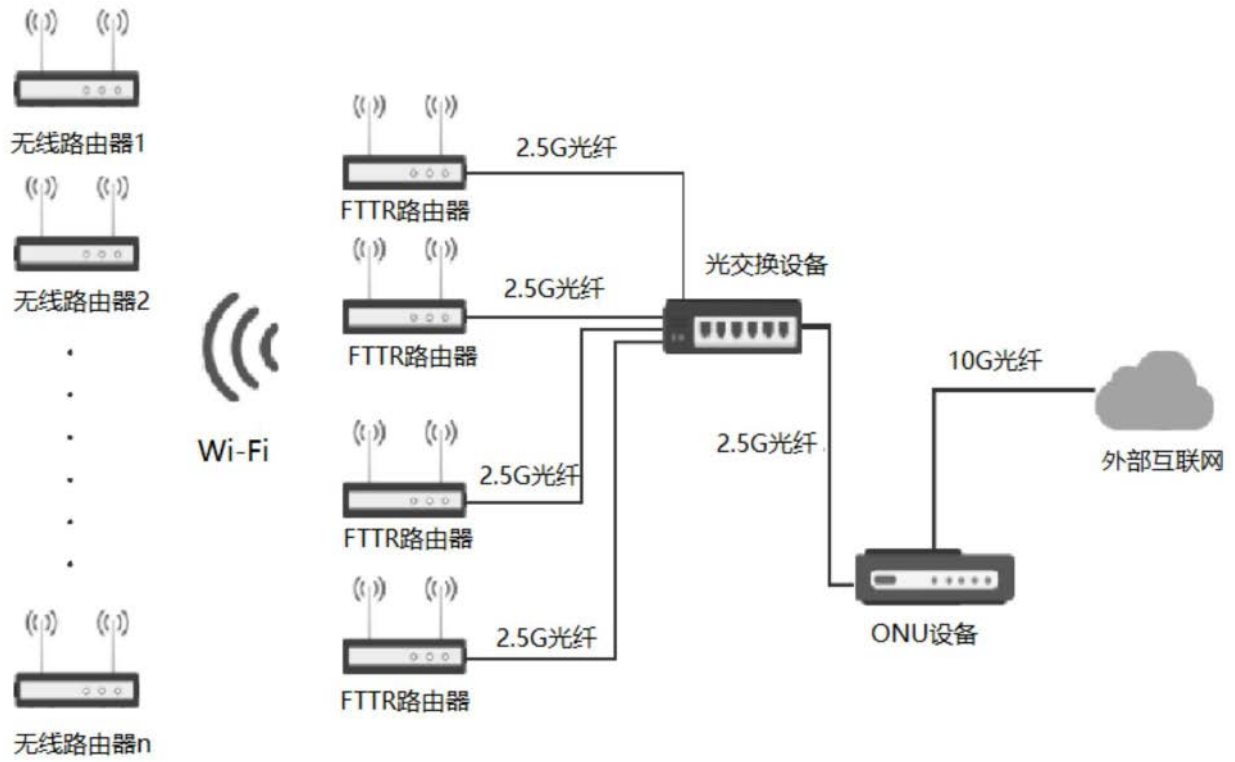 无线路由器1
无线路由器2
无线路由器n
Wi-Fi
2.5G光纤
FTTR路由器
2.5G光纤
FTTR路由器
2.5G光纤
FTTR路由器
2.5G光纤
FTTR路由器
光交换设备
2.5G光纤
10G光纤
外部互联网
ONU设备